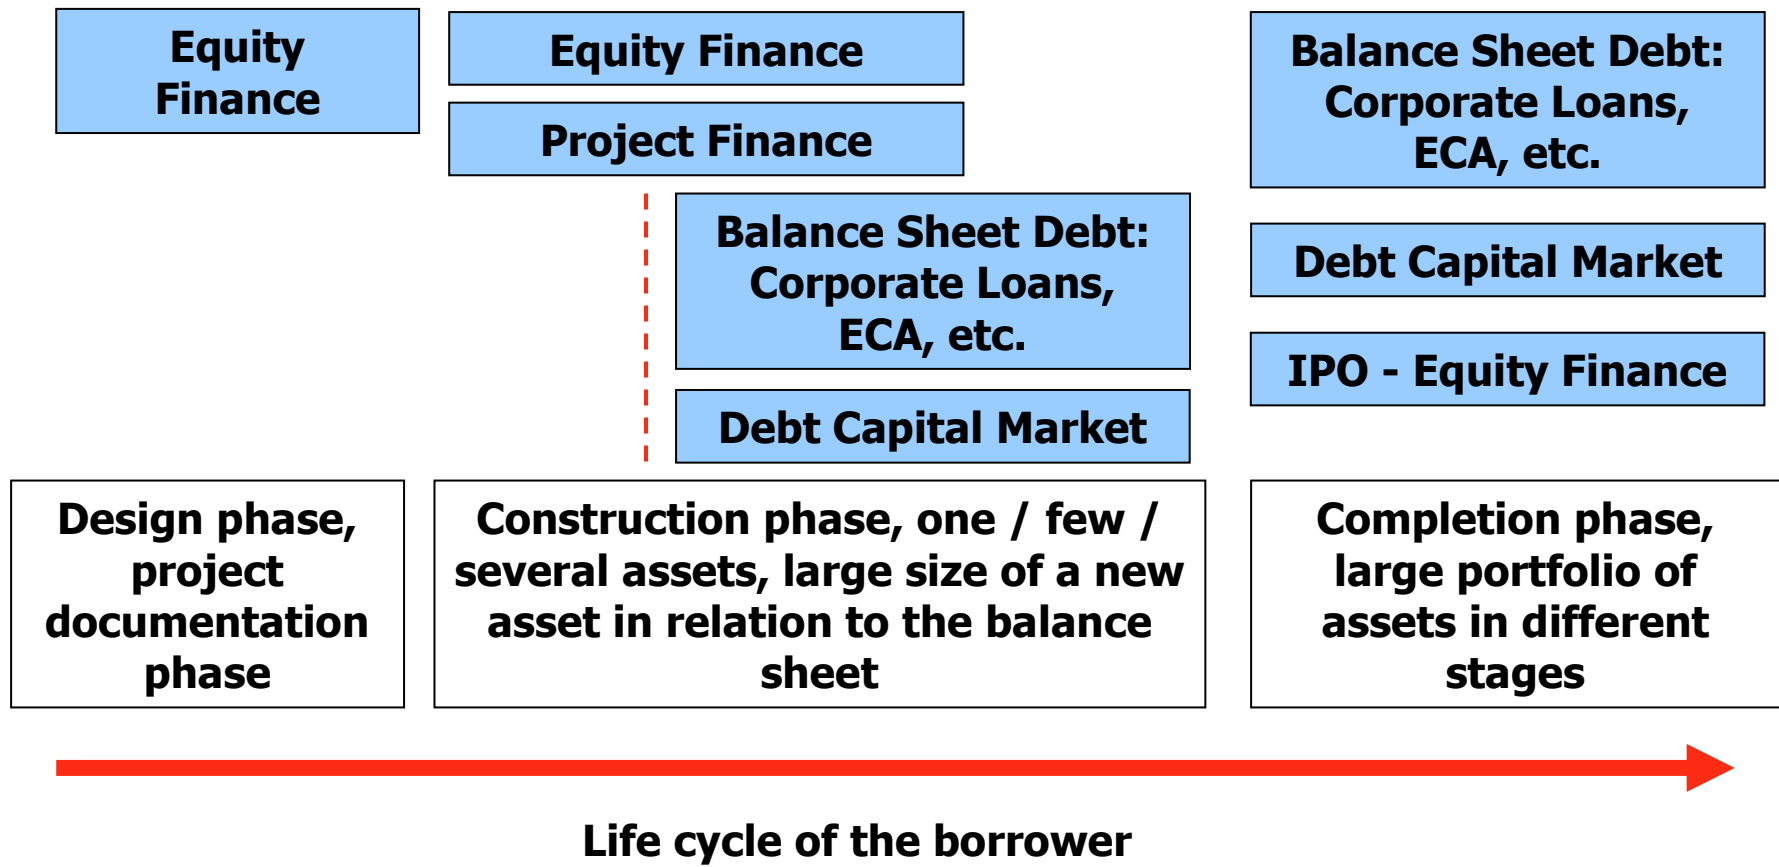 Equity
Finance
Equity Finance
Project Finance
Balance Sheet Debt:
Corporate Loans,
ECA, etc.
Debt Capital Market
Balance Sheet Debt:
Corporate Loans,
ECA, etc.
Debt Capital Market
IPO - Equity Finance
Design phase,
project
documentation
phase
Construction phase, one / few /
several assets, large size of a new
asset in relation to the balance
sheet
Completion phase,
large portfolio of
assets in different
stages
Life cycle of the borrower